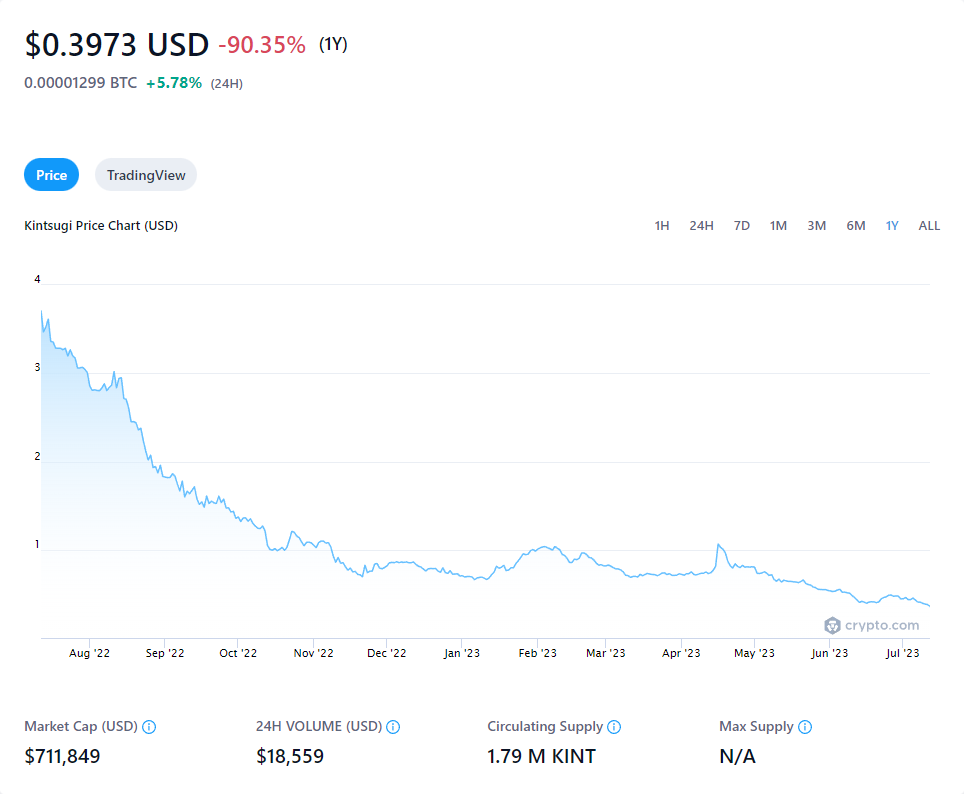 $0.3973 USD -90.35% (1Y)
0.00001299 BTC +5.78% (24H)
Price TradingView
Kintsugi Price Chart (USD) 1H 24H 7D 1M 3M 6M 1Y ALL
4
3
2
1
crypto.com
Aug '22 Sep '22 Oct '22 Nov '22 Dec '22 Jan '23 Feb '23 Mar '23 Apr '23 May '23 Jun '23 Jul '23
Market Cap (USD) 24H VOLUME (USD) Circulating Supply Max Supply
$711,849 $18,559 1.79 M KINT N/A